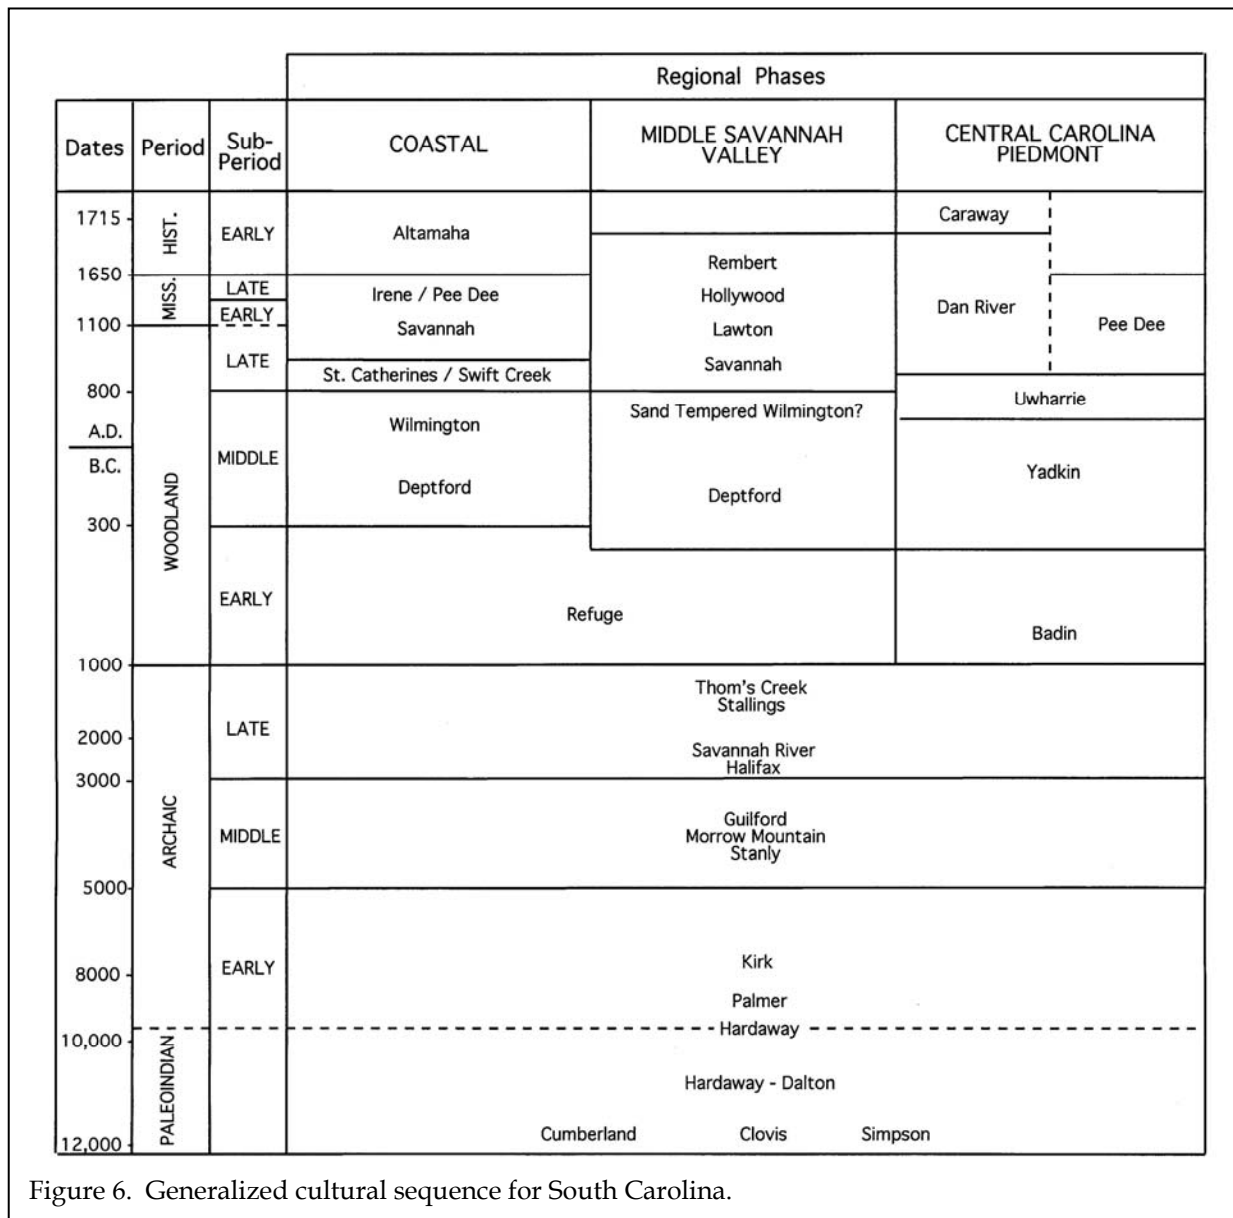 Regional Phases
Dates Period Sub-Period COASTAL MIDDLE SAVANNAH VALLEY CENTRAL CAROLINA PIEDMONT
1715 HIST. EARLY Altamaha Caraway
1650 Rembert
MISS. LATE Irene / Pee Dee Hollywood Dan River
EARLY
1100 Savannah Lawton Pee Dee
LATE Savannah
St. Catherines / Swift Creek
800 Uwharrie
A.D. Wilmington Sand Tempered Wilmington?
B.C. MIDDLE Yadkin
WOODLAND Deptford Deptford
300
EARLY Refuge Badin
1000
Thom's Creek
Stallings
LATE
2000
Savannah River
Halifax
3000
ARCHAIC MIDDLE Guilford
Morrow Mountain
Stanly
5000
8000 EARLY Kirk
Palmer
Hardaway
10,000
PALEOINDIAN Hardaway - Dalton
12,000 Cumberland Clovis Simpson
Figure 6. Generalized cultural sequence for South Carolina.